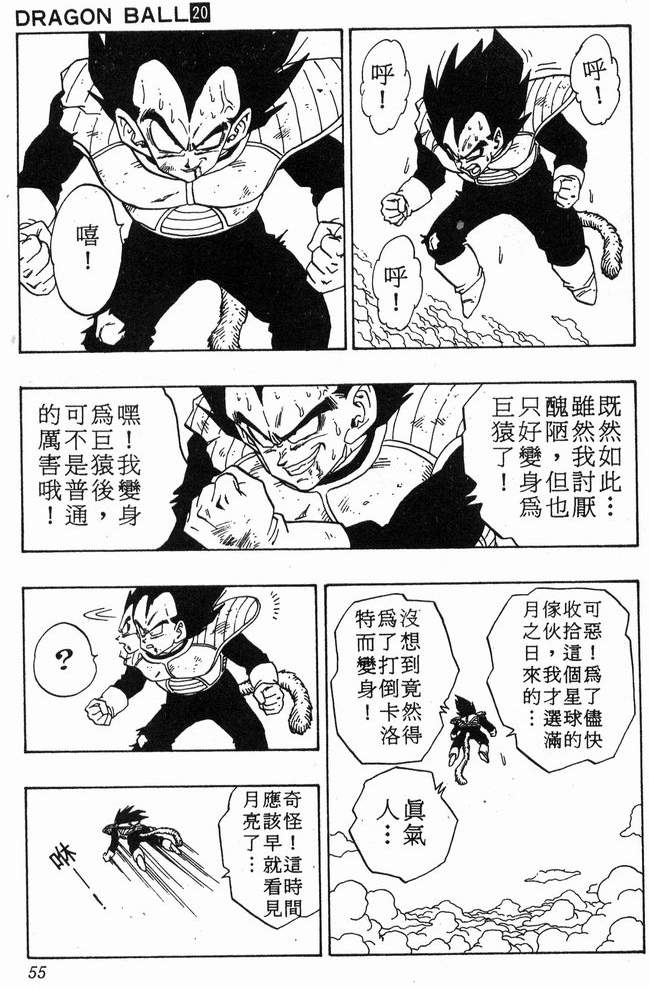 DRAGON BALL 20
呼！
呼！
呼！
嘻！
既然如此…
雖然我討厭
醜陋，但也
只好變身為
巨猿了！
嘿！我變身
為巨猿後，
可不是普通
的厲害哦！
可惡！為了儘快
收拾這個星球的
傢伙，我才選滿
月之日來的…
沒想到竟然得
為了打倒卡洛
特而變身！
眞氣
人…
？
奇怪！這時間
應該早就看見
月亮了…
55